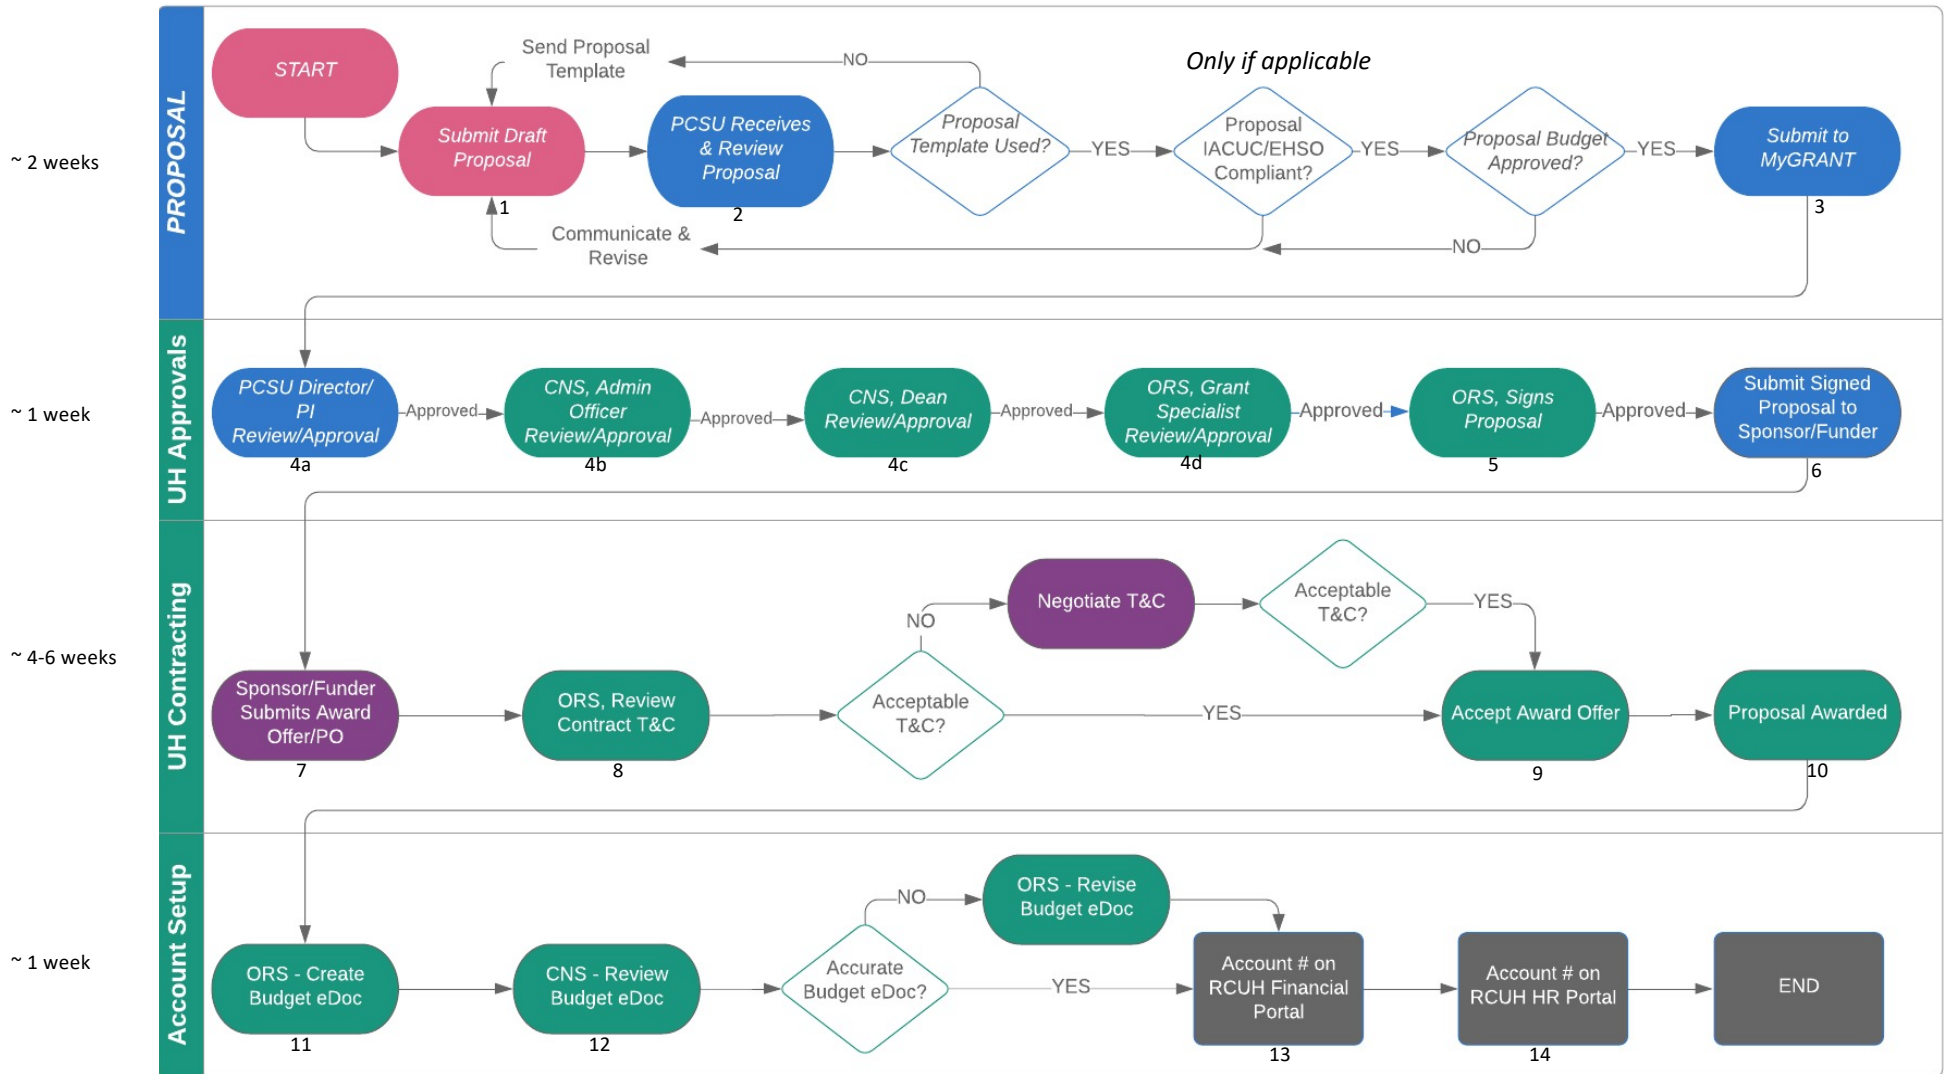 PROPOSAL
~ 2 weeks
START
Send Proposal
Template
NO
Only if applicable
Submit Draft
Proposal
1
PCSU Receives
& Review
Proposal
2
Proposal
Template Used?
YES
Proposal
IACUC/EHSO
Compliant?
YES
Proposal Budget
Approved?
YES
Submit to
MyGRANT
3
Communicate &
Revise
NO
UH Approvals
~ 1 week
PCSU Director/
PI
Review/Approval
4a
Approved
CNS, Admin
Officer
Review/Approval
4b
Approved
CNS, Dean
Review/Approval
4c
Approved
ORS, Grant
Specialist
Review/Approval
4d
Approved
ORS, Signs
Proposal
5
Approved
Submit Signed
Proposal to
Sponsor/Funder
6
UH Contracting
~ 4-6 weeks
Sponsor/Funder
Submits Award
Offer/PO
7
ORS, Review
Contract T&C
8
Acceptable
T&C?
NO
Negotiate T&C
Acceptable
T&C?
YES
YES
Accept Award Offer
9
Proposal Awarded
10
Account Setup
~ 1 week
ORS - Create
Budget eDoc
11
CNS - Review
Budget eDoc
12
Accurate
Budget eDoc?
NO
ORS - Revise
Budget eDoc
YES
Account # on
RCUH Financial
Portal
13
Account # on
RCUH HR Portal
14
END